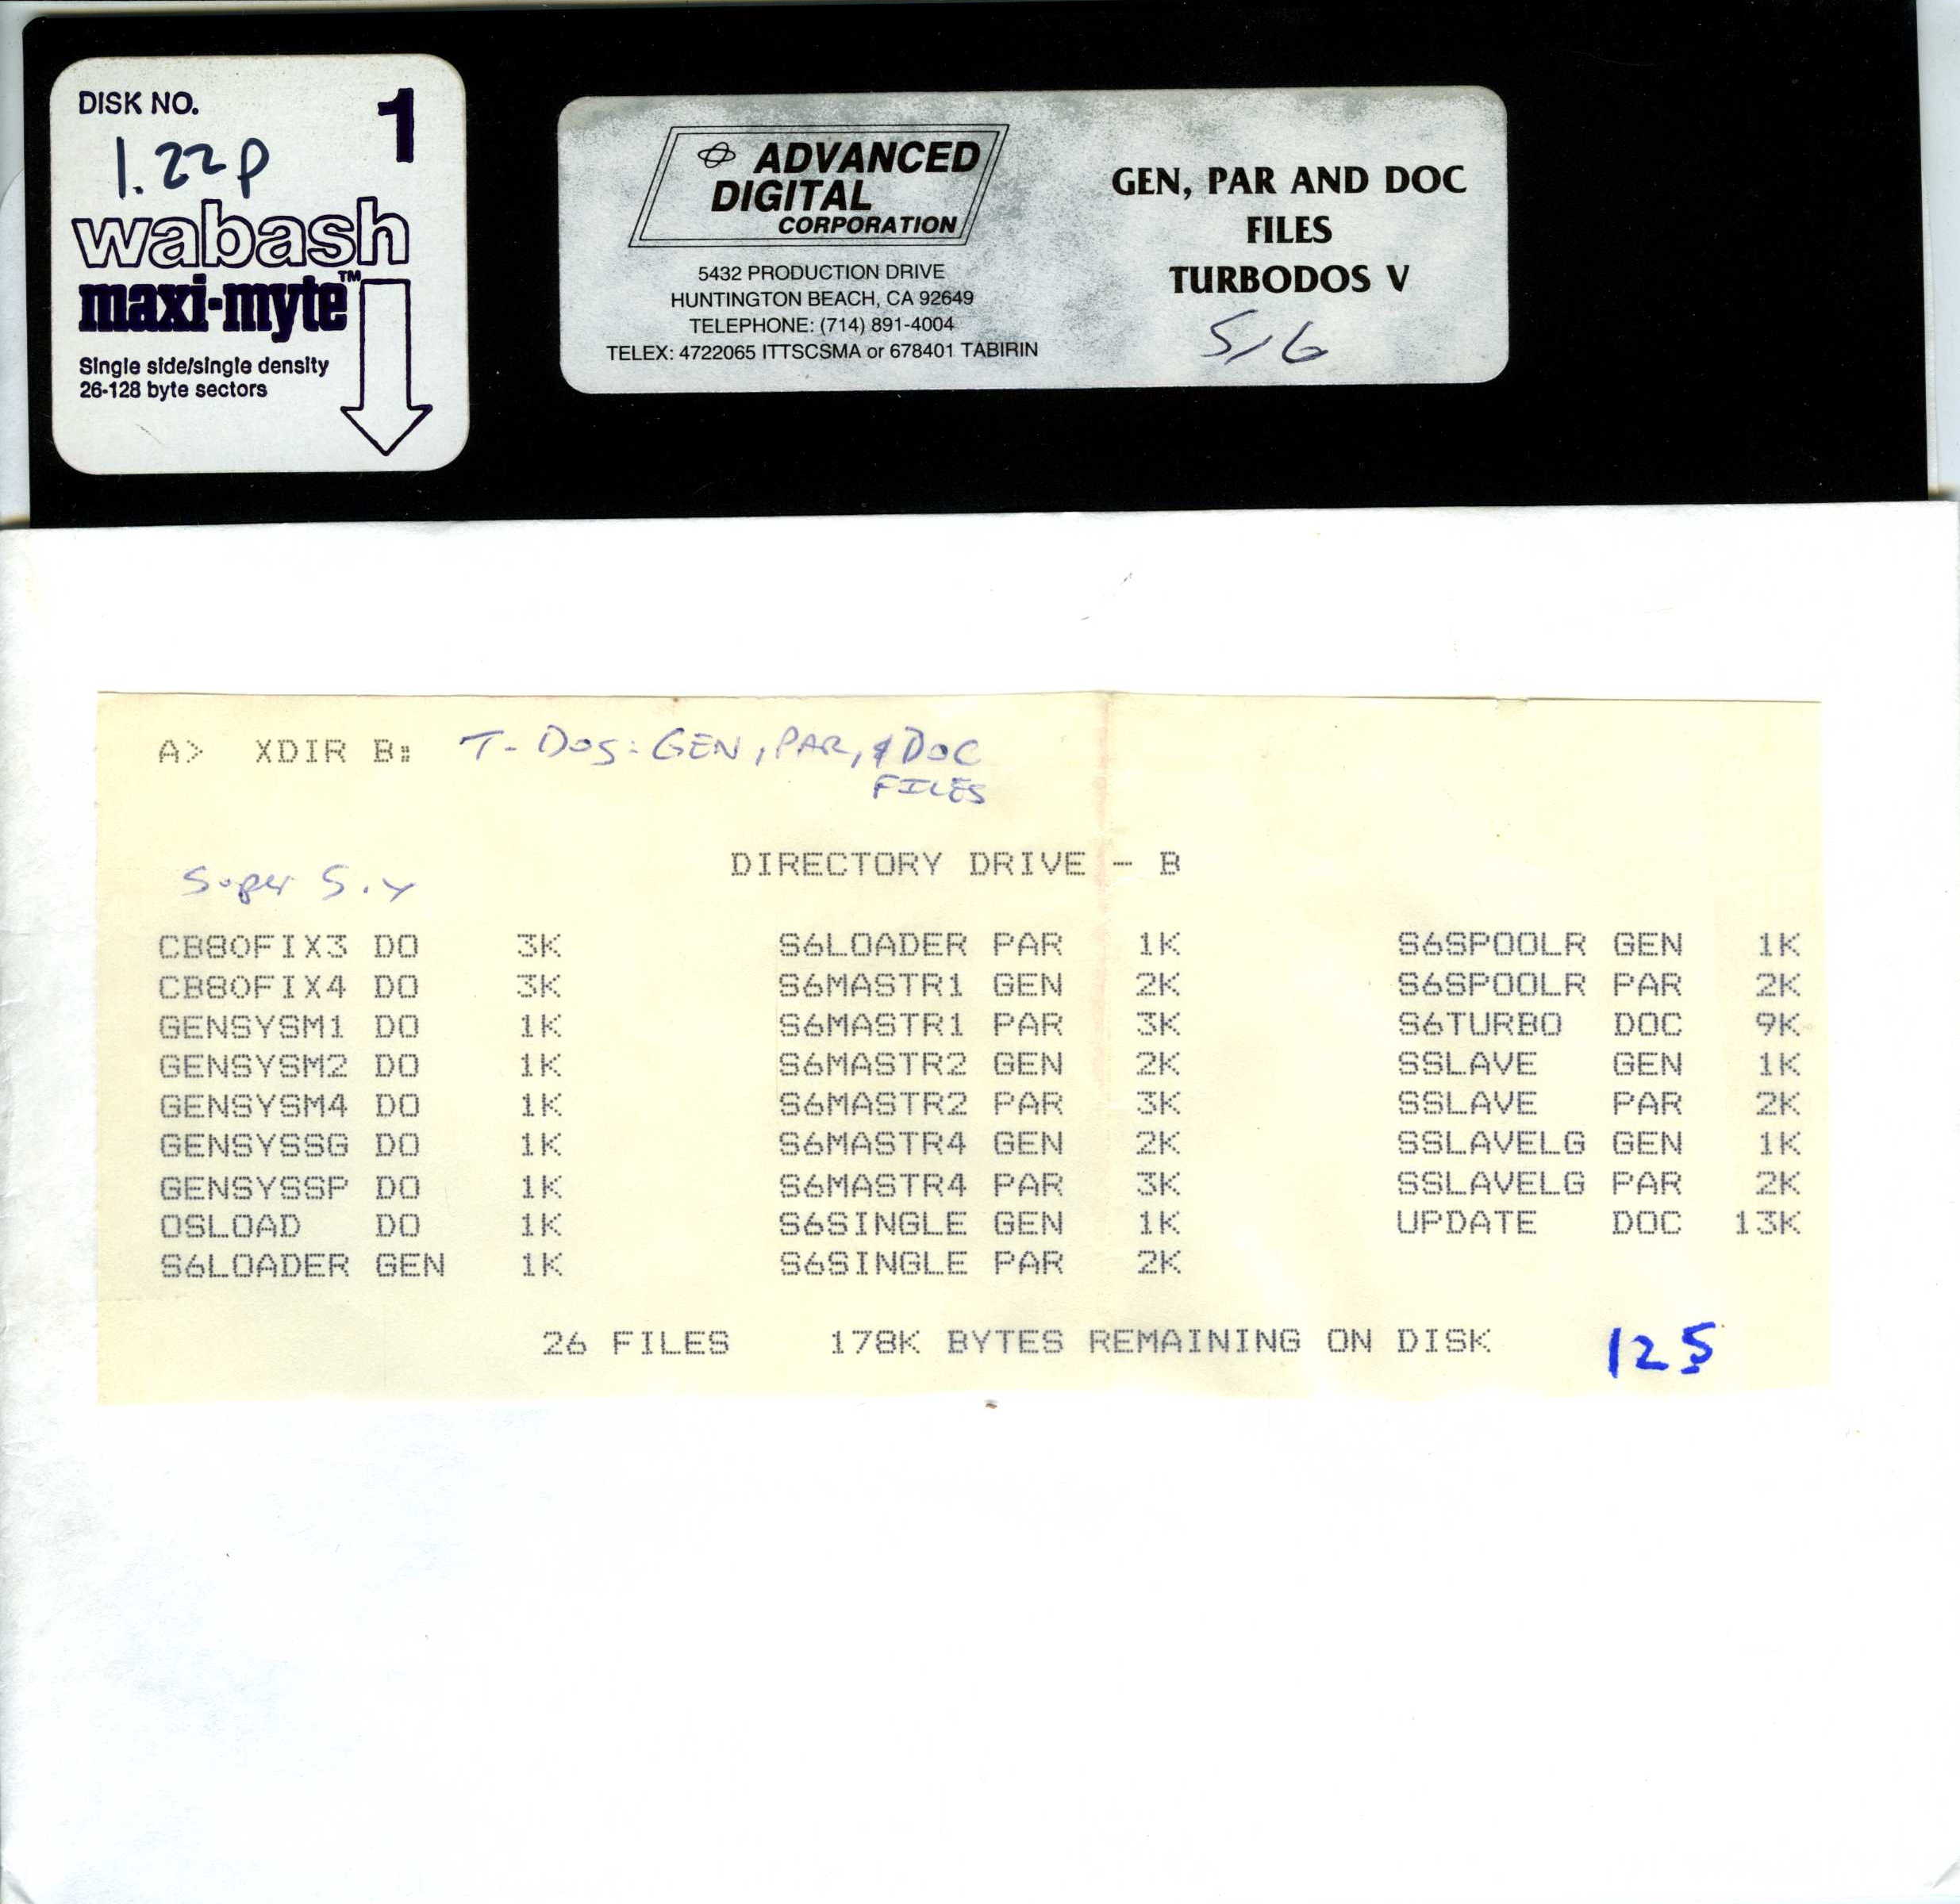 DISK NO. 1
1.22p
wabash
maxi-myte™
Single side/single density
26-128 byte sectors
ADVANCED
DIGITAL
CORPORATION
5432 PRODUCTION DRIVE
HUNTINGTON BEACH, CA 92649
TELEPHONE: (714) 891-4004
TELEX: 4722065 ITTSCSMA or 678401 TABIRIN
GEN, PAR AND DOC
FILES
TURBODOS V
5/6
A> XDIR B: T-DOS: GEN, PAR, & DOC
FILES
DIRECTORY DRIVE - B
Super Six
CB80FIX3 DO 3K S6LOADER PAR 1K S6SPOOLR GEN 1K
CB80FIX4 DO 3K S6MASTR1 GEN 2K S6SPOOLR PAR 2K
GENSYSM1 DO 1K S6MASTR1 PAR 3K S6TURBO DOC 9K
GENSYSM2 DO 1K S6MASTR2 GEN 2K SSLAVE GEN 1K
GENSYSM4 DO 1K S6MASTR2 PAR 3K SSLAVE PAR 2K
GENSYSSG DO 1K S6MASTR4 GEN 2K SSLAVELG GEN 1K
GENSYSSP DO 1K S6MASTR4 PAR 3K SSLAVELG PAR 2K
OSLOAD DO 1K S6SINGLE GEN 1K UPDATE DOC 13K
S6LOADER GEN 1K S6SINGLE PAR 2K
26 FILES 178K BYTES REMAINING ON DISK 125